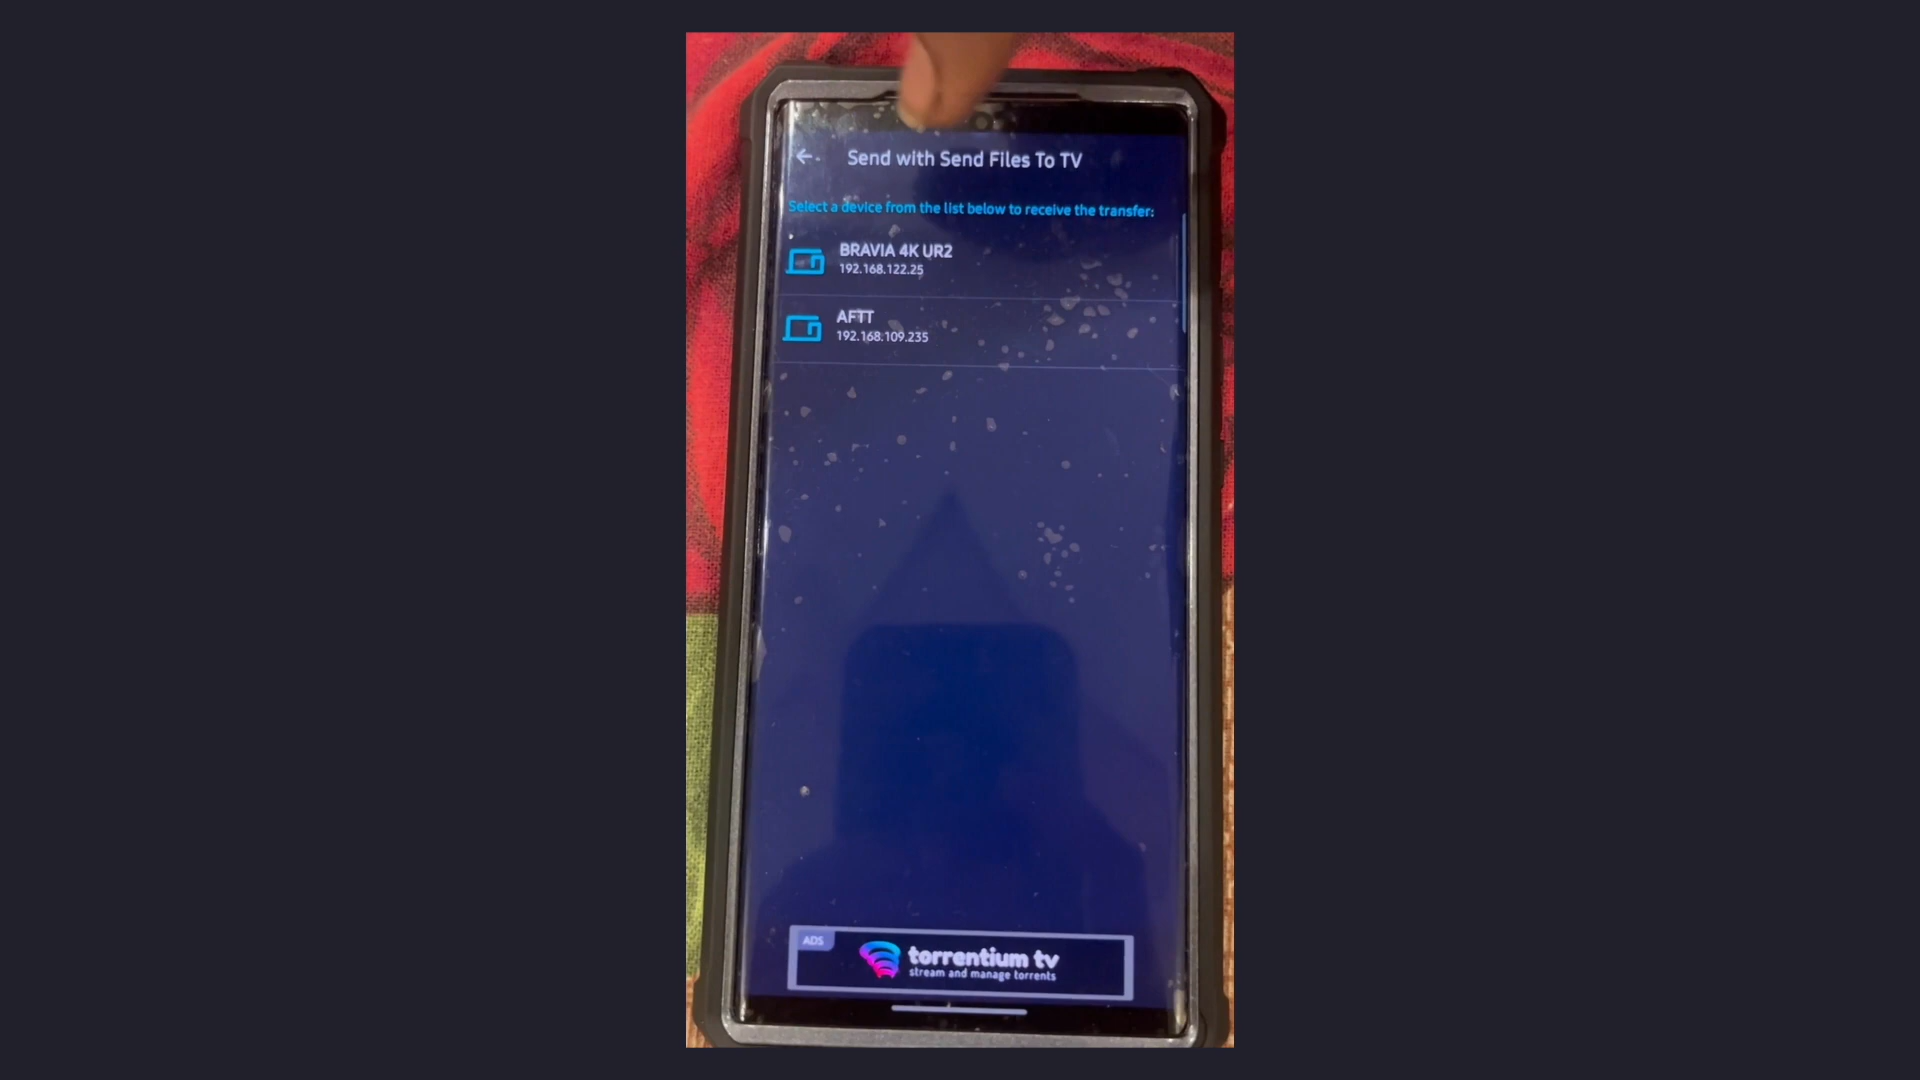 Send with Send Files To TV
Select a device from the list below to receive the transfer:
BRAVIA 4K UR2
192.168.122.25
AFTT
192.168.109.235
ADS
torrentium tv
stream and manage torrents